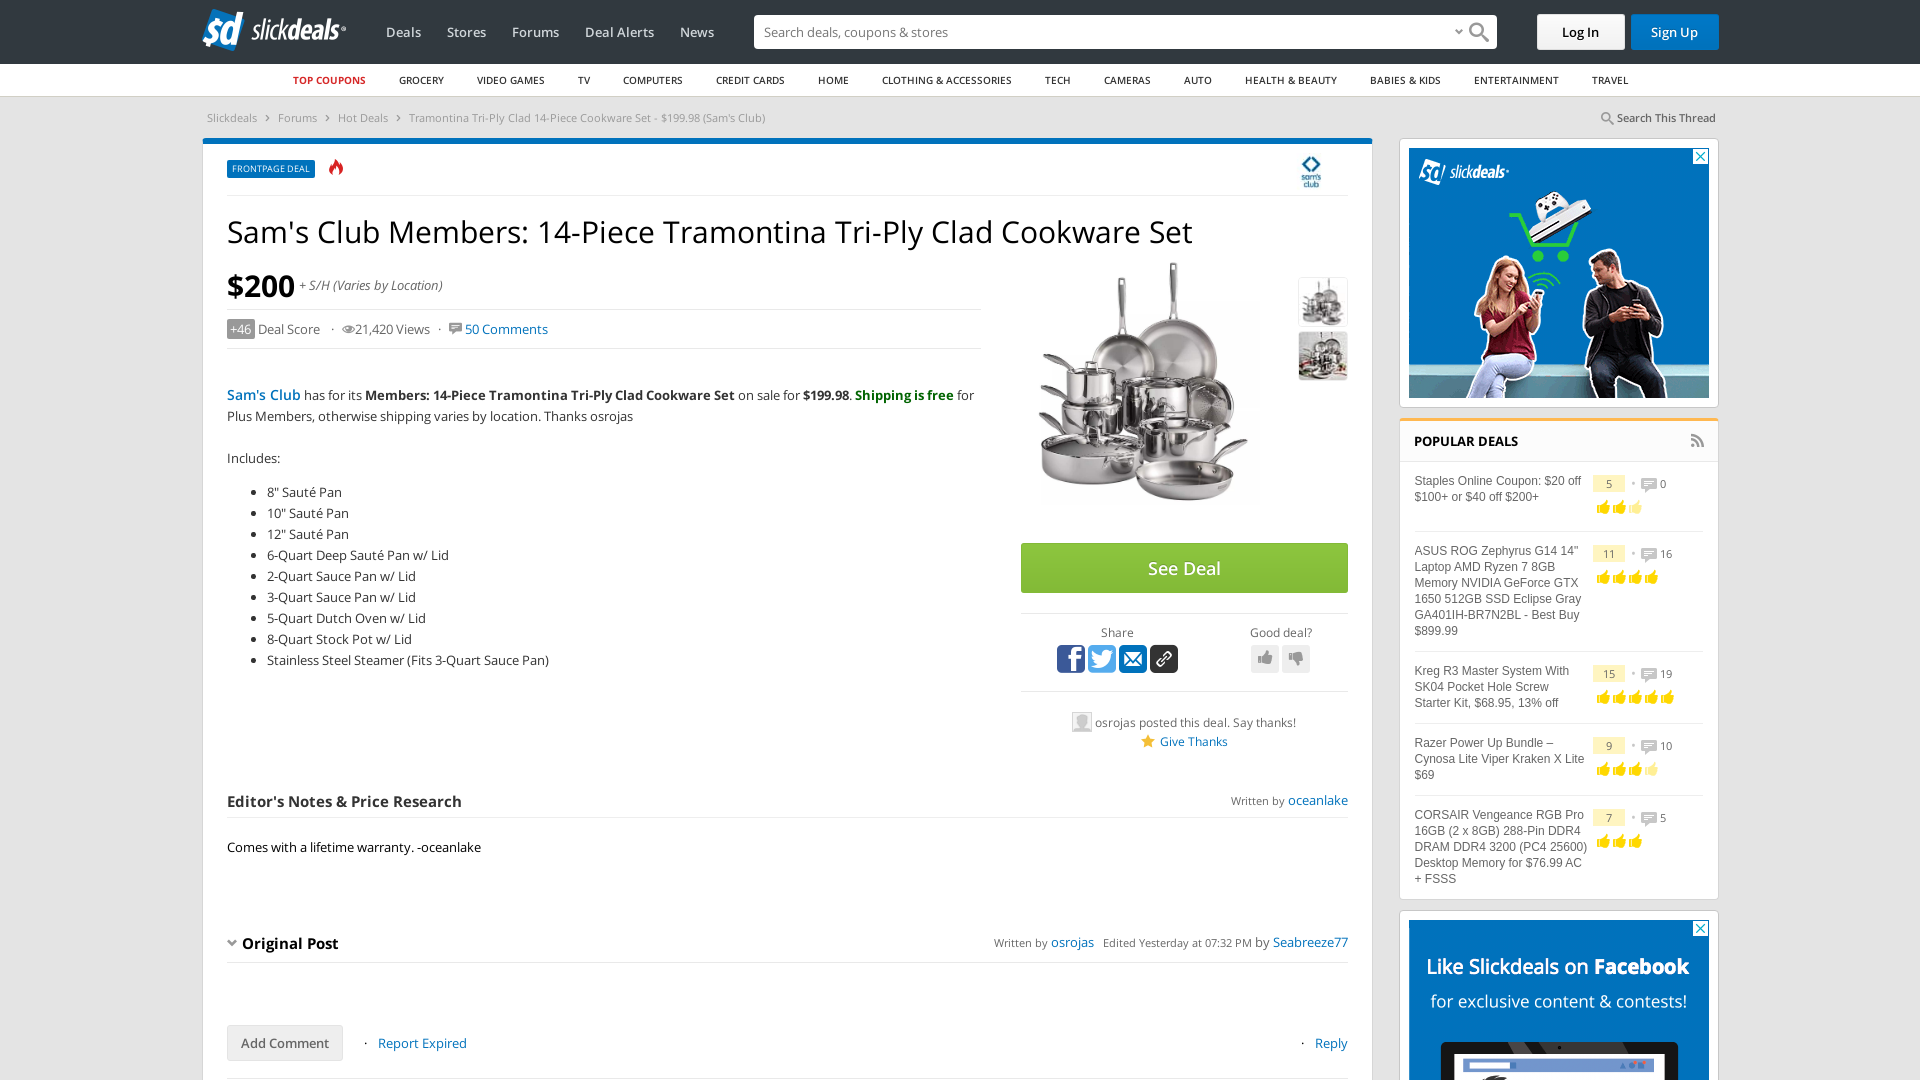 slickdeals
Deals
Stores
Forums
Deal Alerts
News
Search deals, coupons & stores
Log In
Sign Up
TOP COUPONS
GROCERY
VIDEO GAMES
TV
COMPUTERS
CREDIT CARDS
HOME
CLOTHING & ACCESSORIES
TECH
CAMERAS
AUTO
HEALTH & BEAUTY
BABIES & KIDS
ENTERTAINMENT
TRAVEL
Slickdeals > Forums > Hot Deals > Tramontina Tri-Ply Clad 14-Piece Cookware Set - $199.98 (Sam's Club)
Search This Thread
FRONTPAGE DEAL
sam's
club
Sam's Club Members: 14-Piece Tramontina Tri-Ply Clad Cookware Set
$200 + S/H (Varies by Location)
+46 Deal Score · 21,420 Views · 50 Comments
Sam's Club has for its Members: 14-Piece Tramontina Tri-Ply Clad Cookware Set on sale for $199.98. Shipping is free for
Plus Members, otherwise shipping varies by location. Thanks osrojas
Includes:
8" Sauté Pan
10" Sauté Pan
12" Sauté Pan
6-Quart Deep Sauté Pan w/ Lid
2-Quart Sauce Pan w/ Lid
3-Quart Sauce Pan w/ Lid
5-Quart Dutch Oven w/ Lid
8-Quart Stock Pot w/ Lid
Stainless Steel Steamer (Fits 3-Quart Sauce Pan)
See Deal
Share
Good deal?
osrojas posted this deal. Say thanks!
Give Thanks
Editor's Notes & Price Research
Written by oceanlake
Comes with a lifetime warranty. -oceanlake
Original Post
Written by osrojas Edited Yesterday at 07:32 PM by Seabreeze77
Add Comment
· Report Expired
· Reply
sd slickdeals
POPULAR DEALS
Staples Online Coupon: $20 off
$100+ or $40 off $200+
5 • 0
ASUS ROG Zephyrus G14 14"
Laptop AMD Ryzen 7 8GB
Memory NVIDIA GeForce GTX
1650 512GB SSD Eclipse Gray
GA401IH-BR7N2BL - Best Buy
$899.99
11 • 16
Kreg R3 Master System With
SK04 Pocket Hole Screw
Starter Kit, $68.95, 13% off
15 • 19
Razer Power Up Bundle –
Cynosa Lite Viper Kraken X Lite
$69
9 • 10
CORSAIR Vengeance RGB Pro
16GB (2 x 8GB) 288-Pin DDR4
DRAM DDR4 3200 (PC4 25600)
Desktop Memory for $76.99 AC
+ FSSS
7 • 5
Like Slickdeals on Facebook
for exclusive content & contests!